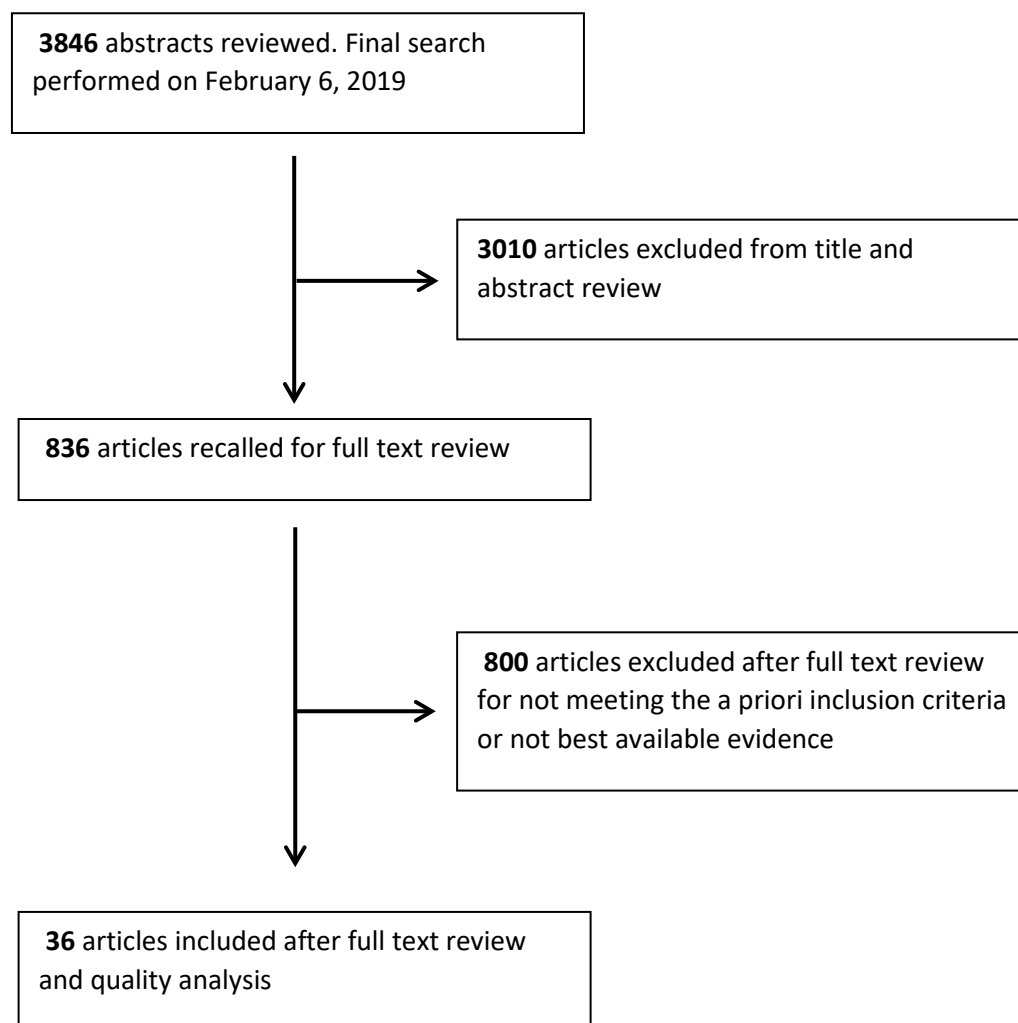 3846 abstracts reviewed. Final search
performed on February 6, 2019
3010 articles excluded from title and
abstract review
836 articles recalled for full text review
800 articles excluded after full text review
for not meeting the a priori inclusion criteria
or not best available evidence
36 articles included after full text review
and quality analysis